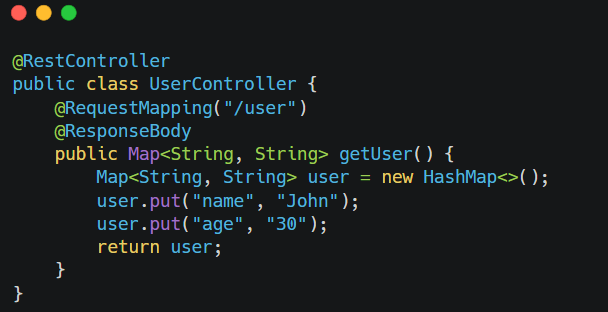 @RestController
public class UserController {
    @RequestMapping("/user")
    @ResponseBody
    public Map<String, String> getUser() {
        Map<String, String> user = new HashMap<>();
        user.put("name", "John");
        user.put("age", "30");
        return user;
    }
}